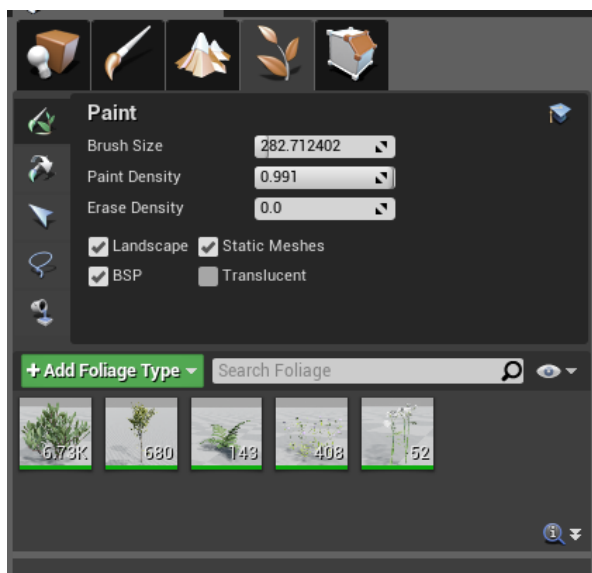 Paint
Brush Size 282.712402
Paint Density 0.991
Erase Density 0.0
Landscape Static Meshes
BSP Translucent
+ Add Foliage Type Search Foliage
6.73K 680 143 408 52